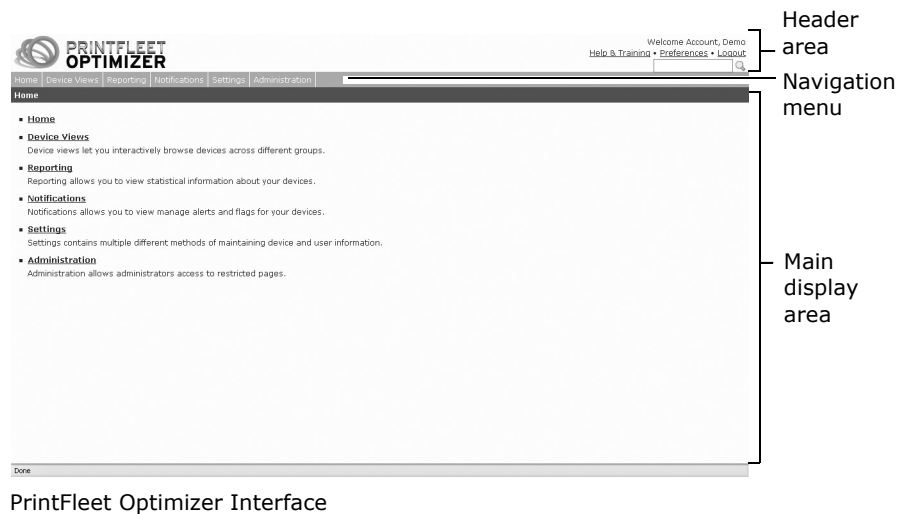 Header
area
PRINTFLEET
OPTIMIZER
Welcome Account, Demo
Help & Training • Preferences • Logout
Home Device Views Reporting Notifications Settings Administration
Navigation
menu
Home
Home
Device Views
Device views let you interactively browse devices across different groups.
Reporting
Reporting allows you to view statistical information about your devices.
Notifications
Notifications allows you to view manage alerts and flags for your devices.
Settings
Settings contains multiple different methods of maintaining device and user information.
Administration
Administration allows administrators access to restricted pages.
Main
display
area
Done
PrintFleet Optimizer Interface